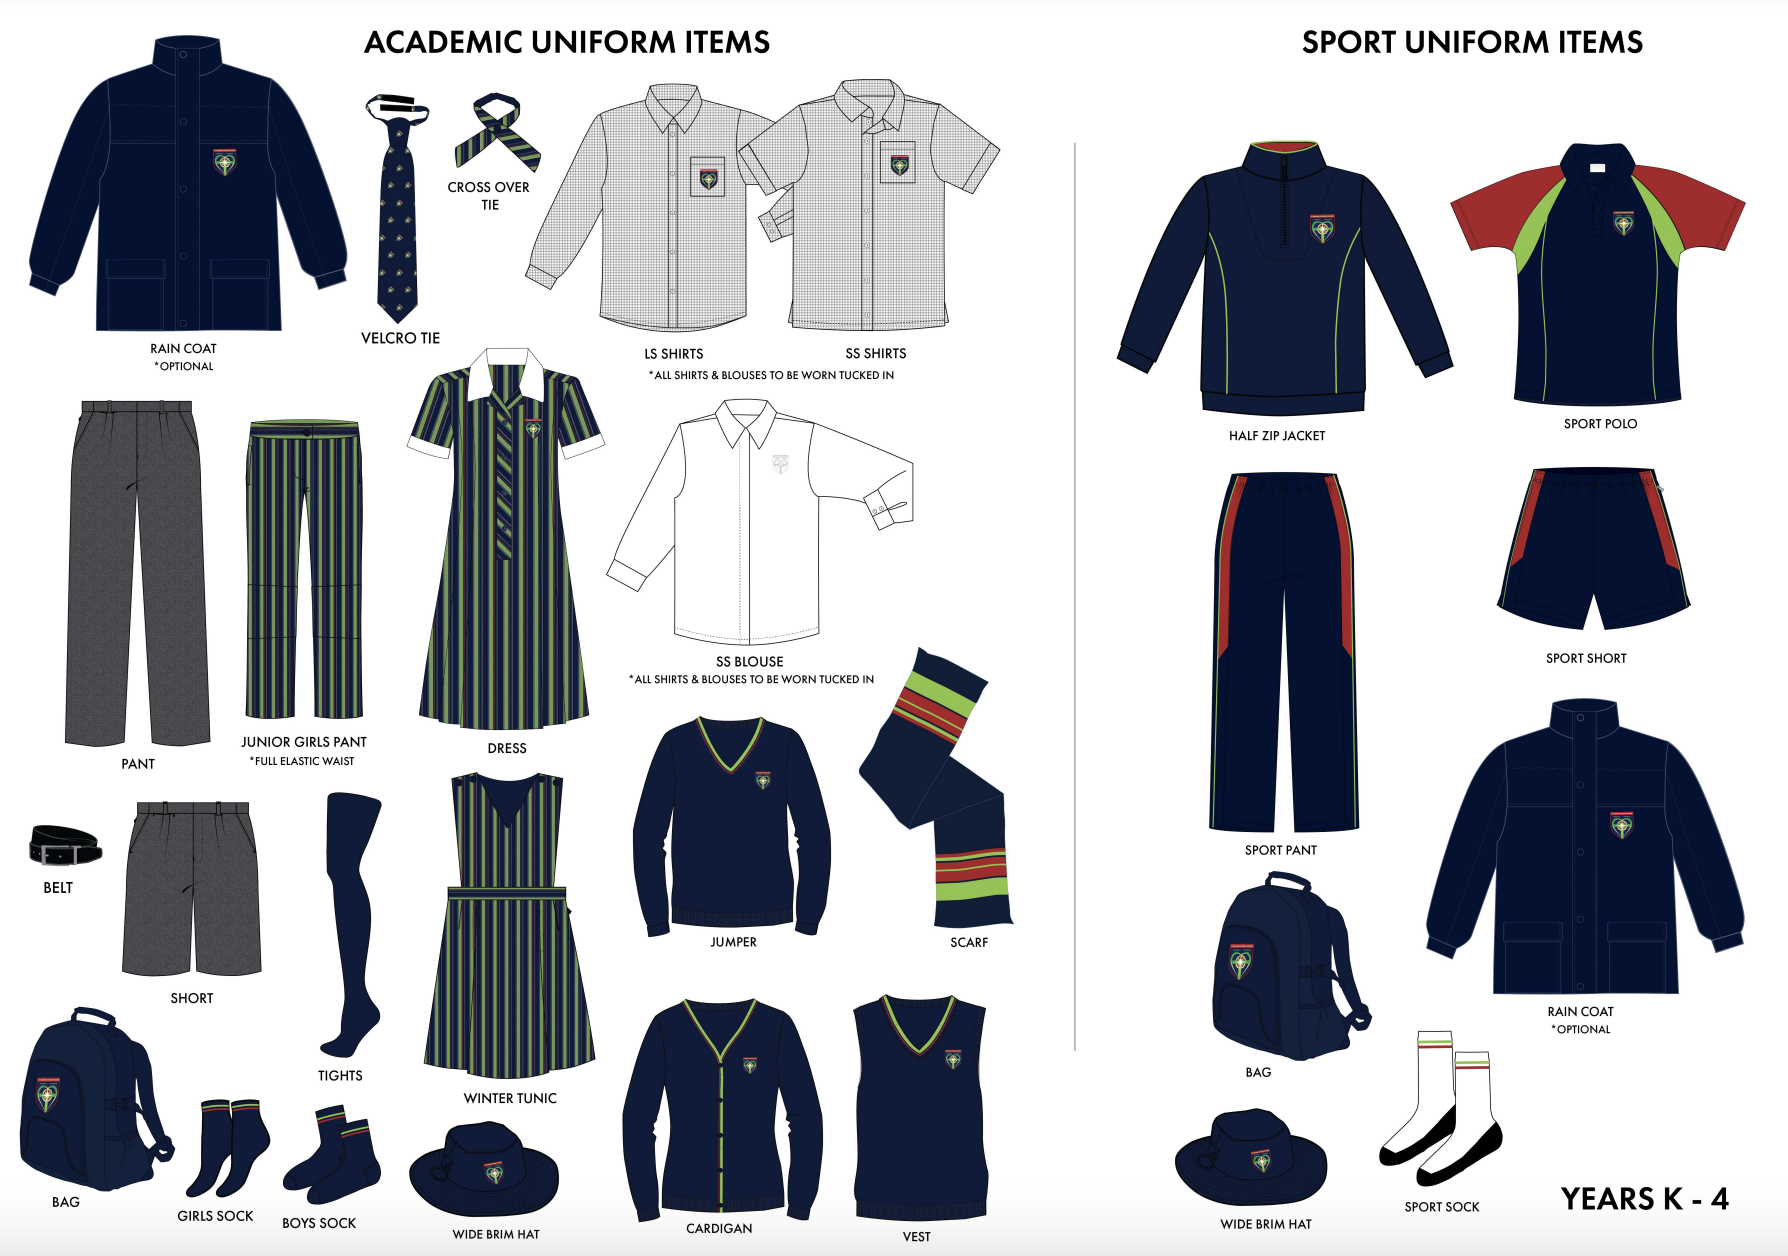 ACADEMIC UNIFORM ITEMS
RAIN COAT
*OPTIONAL
VELCRO TIE
CROSS OVER
TIE
LS SHIRTS
SS SHIRTS
*ALL SHIRTS & BLOUSES TO BE WORN TUCKED IN
PANT
JUNIOR GIRLS PANT
*FULL ELASTIC WAIST
DRESS
SS BLOUSE
*ALL SHIRTS & BLOUSES TO BE WORN TUCKED IN
BELT
SHORT
TIGHTS
WINTER TUNIC
JUMPER
SCARF
BAG
GIRLS SOCK
BOYS SOCK
WIDE BRIM HAT
CARDIGAN
VEST
SPORT UNIFORM ITEMS
HALF ZIP JACKET
SPORT POLO
SPORT PANT
SPORT SHORT
BAG
RAIN COAT
*OPTIONAL
WIDE BRIM HAT
SPORT SOCK
YEARS K - 4